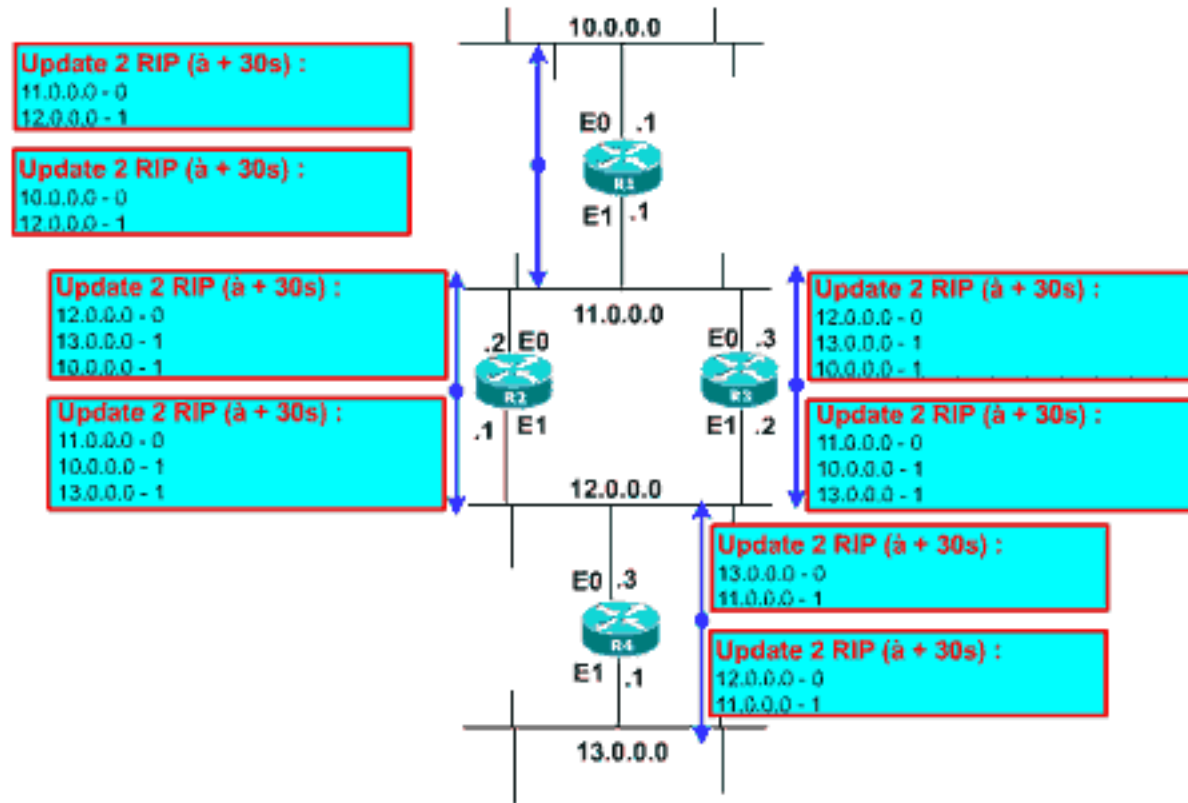 10.0.0.0
Update 2 RIP (à + 30s) :
11.0.0.0 - 0
12.0.0.0 - 1
E0 .1
R1
E1 .1
Update 2 RIP (à + 30s) :
10.0.0.0 - 0
12.0.0.0 - 1
Update 2 RIP (à + 30s) :
12.0.0.0 - 0
13.0.0.0 - 1
10.0.0.0 - 1
11.0.0.0
Update 2 RIP (à + 30s) :
12.0.0.0 - 0
13.0.0.0 - 1
10.0.0.0 - 1
.2 E0
R2
.1 E1
E0 .3
R3
E1 .2
Update 2 RIP (à + 30s) :
11.0.0.0 - 0
10.0.0.0 - 1
13.0.0.0 - 1
Update 2 RIP (à + 30s) :
11.0.0.0 - 0
10.0.0.0 - 1
13.0.0.0 - 1
12.0.0.0
Update 2 RIP (à + 30s) :
13.0.0.0 - 0
11.0.0.0 - 1
E0 .3
R4
E1 .1
Update 2 RIP (à + 30s) :
12.0.0.0 - 0
11.0.0.0 - 1
13.0.0.0